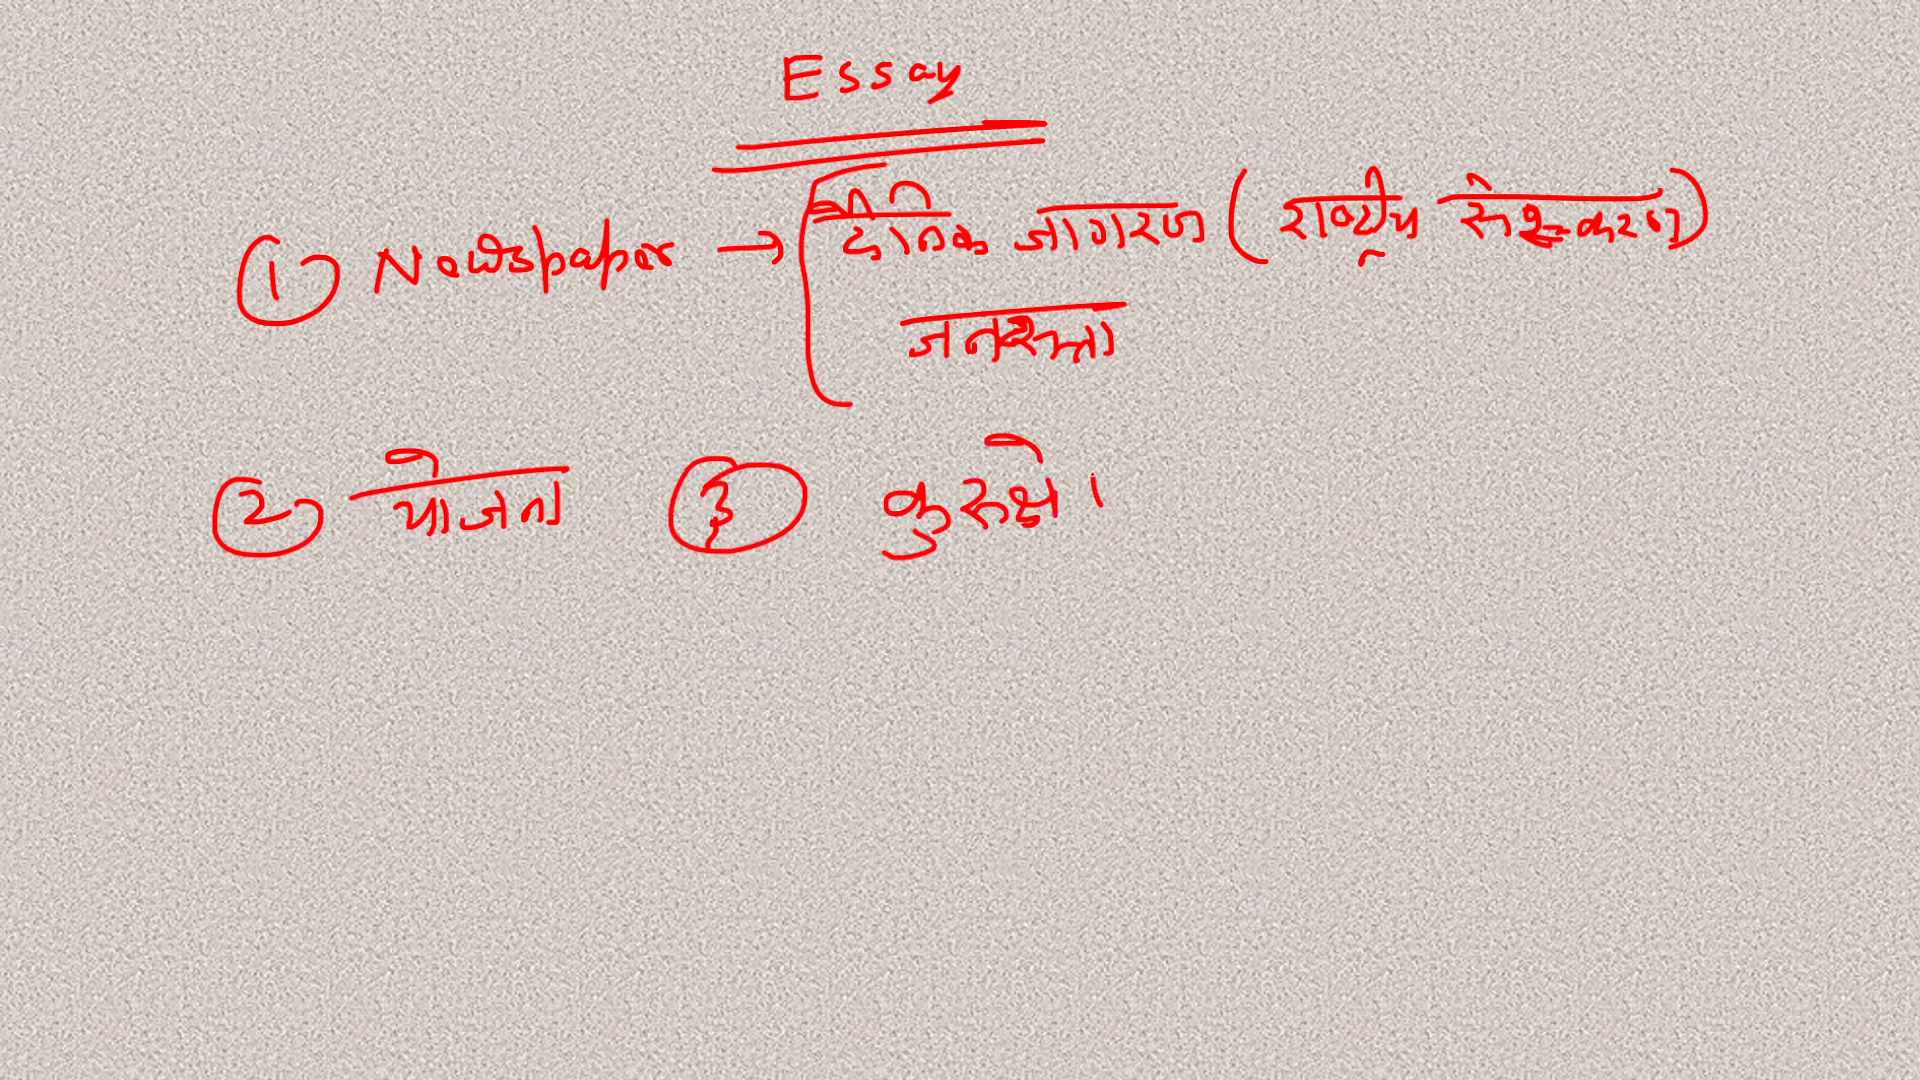 Essay
① Newspaper → दैनिक जागरण (राष्ट्रीय संस्करण)
जनसत्ता
② योजना ③ कुरुक्षे